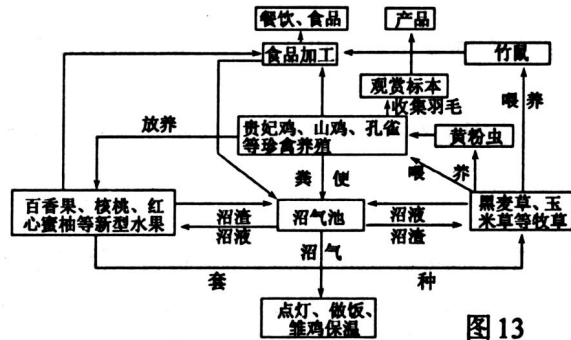 餐饮、食品
产品
食品加工
竹鼠
观赏标本
喂养
收集羽毛
放养
贵妃鸡、山鸡、孔雀
等珍禽养殖
黄粉虫
粪便
喂养
百香果、核桃、红
心蜜柚等新型水果
沼渣
沼液
沼气池
沼液
沼渣
黑麦草、玉
米草等牧草
沼气
套种
点灯、做饭、
雏鸡保温
图13